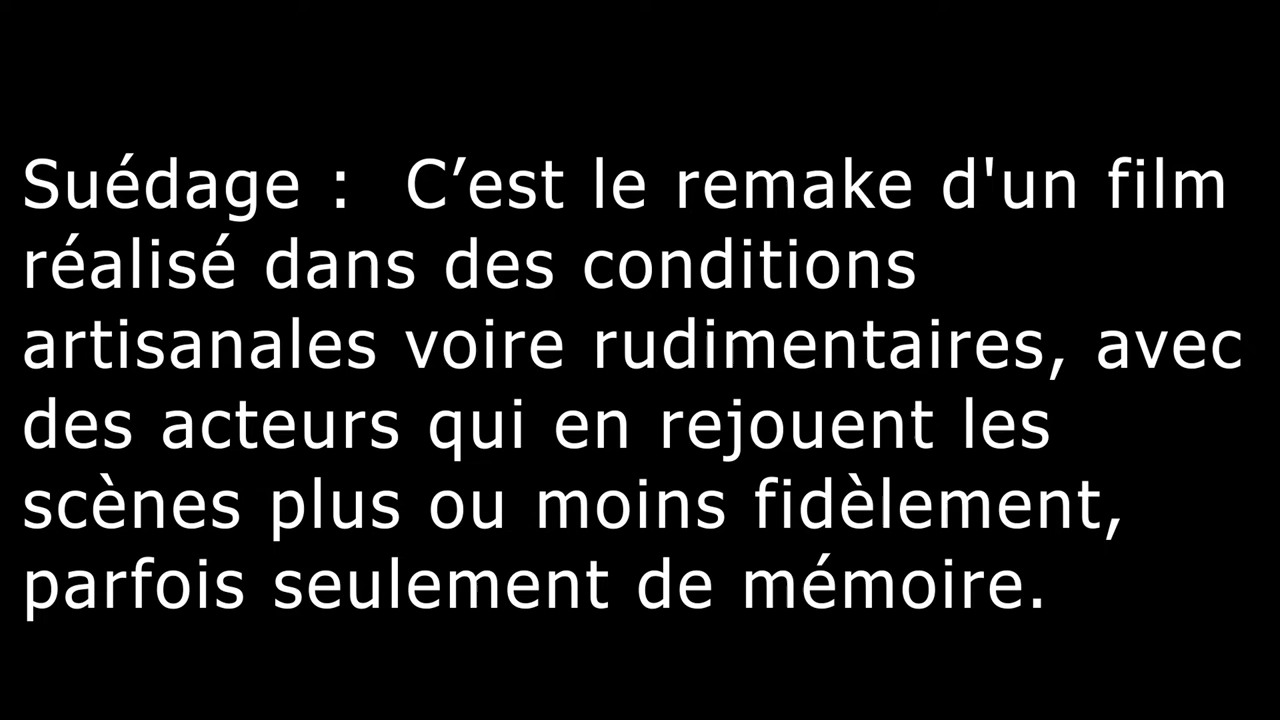 Suédage :  C’est le remake d'un film
réalisé dans des conditions
artisanales voire rudimentaires, avec
des acteurs qui en rejouent les
scènes plus ou moins fidèlement,
parfois seulement de mémoire.